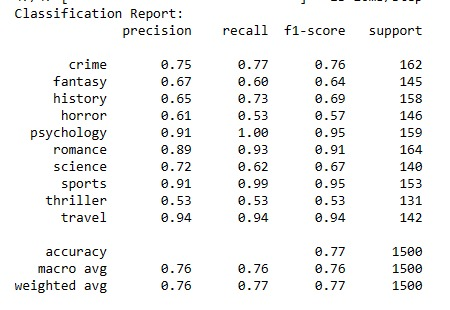 Classification Report:
precision recall f1-score support
crime 0.75 0.77 0.76 162
fantasy 0.67 0.60 0.64 145
history 0.65 0.73 0.69 158
horror 0.61 0.53 0.57 146
psychology 0.91 1.00 0.95 159
romance 0.89 0.93 0.91 164
science 0.72 0.62 0.67 140
sports 0.91 0.99 0.95 153
thriller 0.53 0.53 0.53 131
travel 0.94 0.94 0.94 142
accuracy 0.77 1500
macro avg 0.76 0.76 0.76 1500
weighted avg 0.76 0.77 0.77 1500